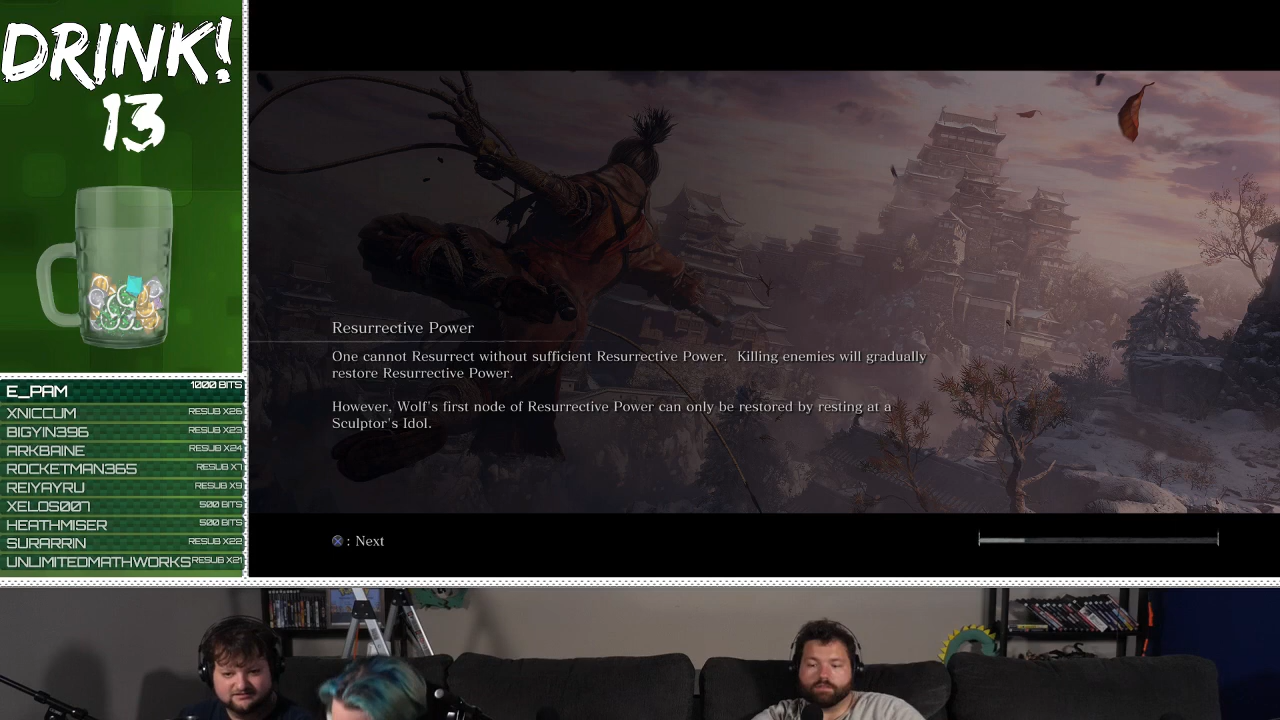 DRINK!
13
E_PAM 1000 BITS
XNICCUM RESUB X26
BIGYIN396 RESUB X23
ARKBAINE RESUB X24
ROCKETMAN365 RESUB X7
REIYAYRU RESUB X9
XELOS007 500 BITS
HEATHMISER 500 BITS
SURARRIN RESUB X22
UNLIMITEDMATHWORKS RESUB X21
Resurrective Power
One cannot Resurrect without sufficient Resurrective Power. Killing enemies will gradually
restore Resurrective Power.
However, Wolf's first node of Resurrective Power can only be restored by resting at a
Sculptor's Idol.
: Next